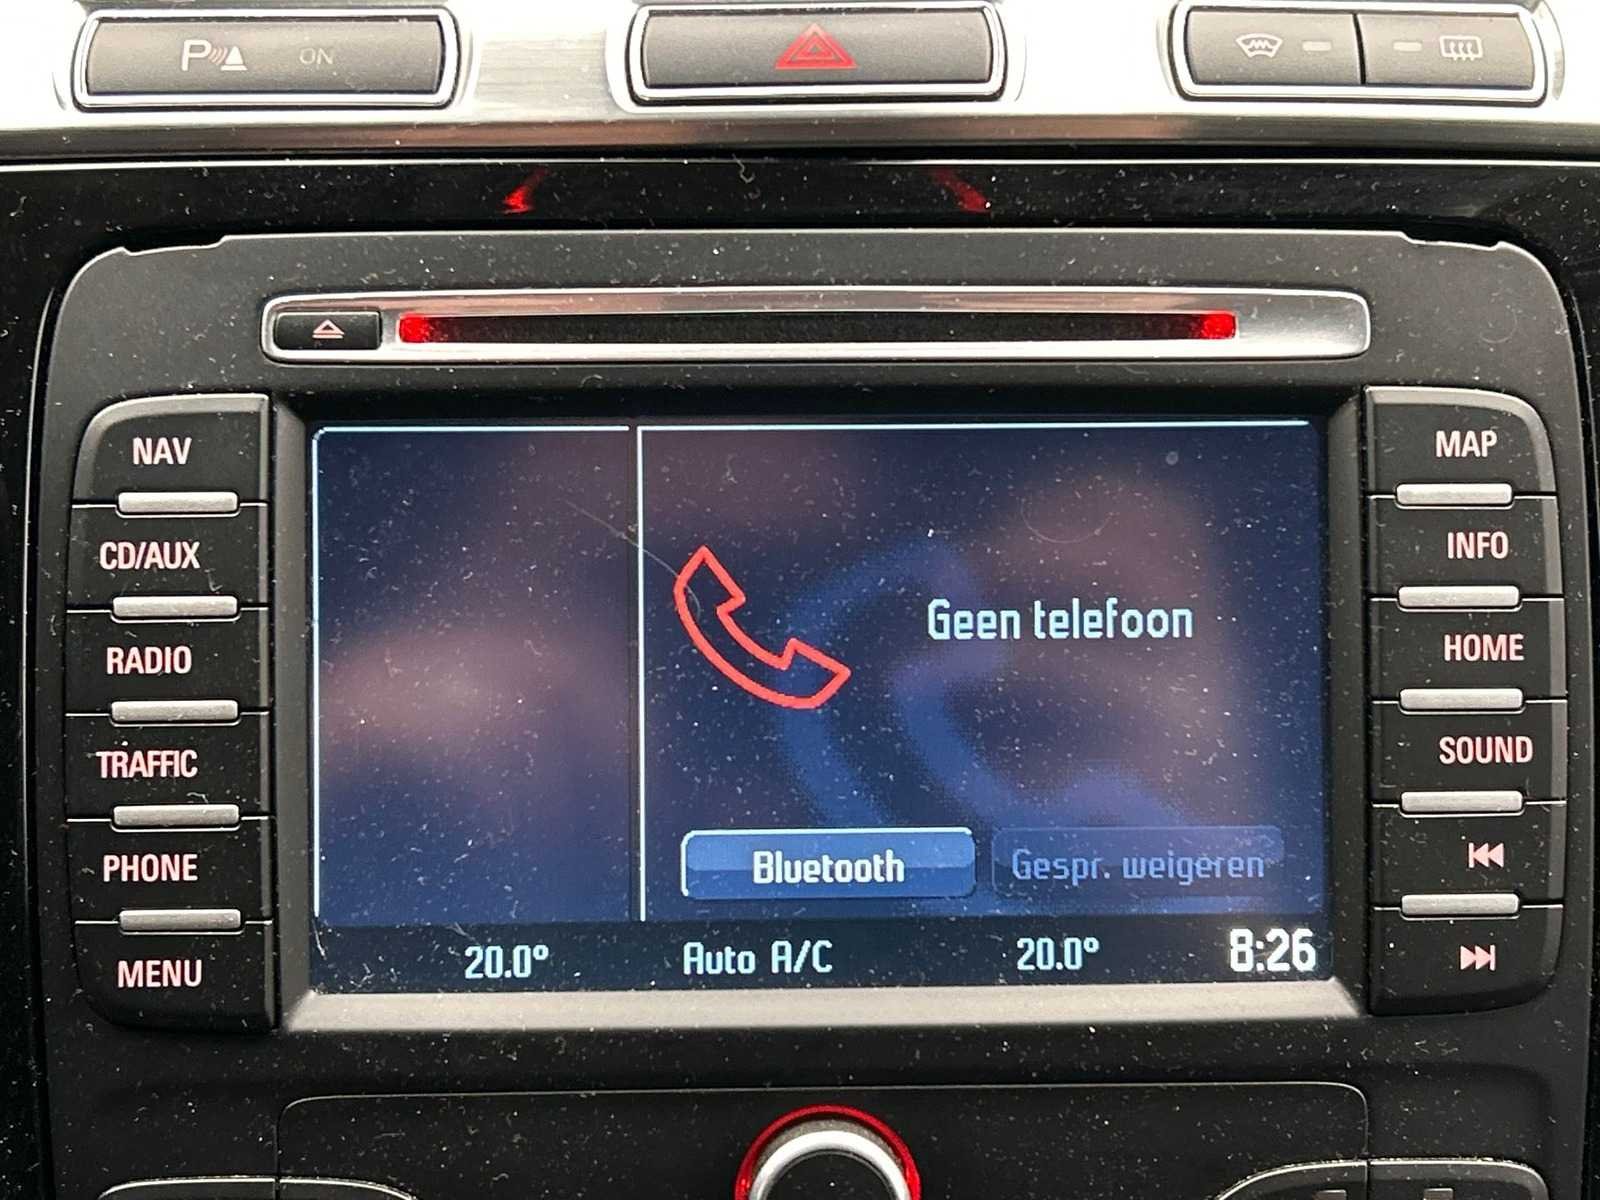 P ON
NAV
CD/AUX
RADIO
TRAFFIC
PHONE
MENU
Geen telefoon
Bluetooth Gespr. weigeren
20.0° Auto A/C 20.0° 8:26
MAP
INFO
HOME
SOUND